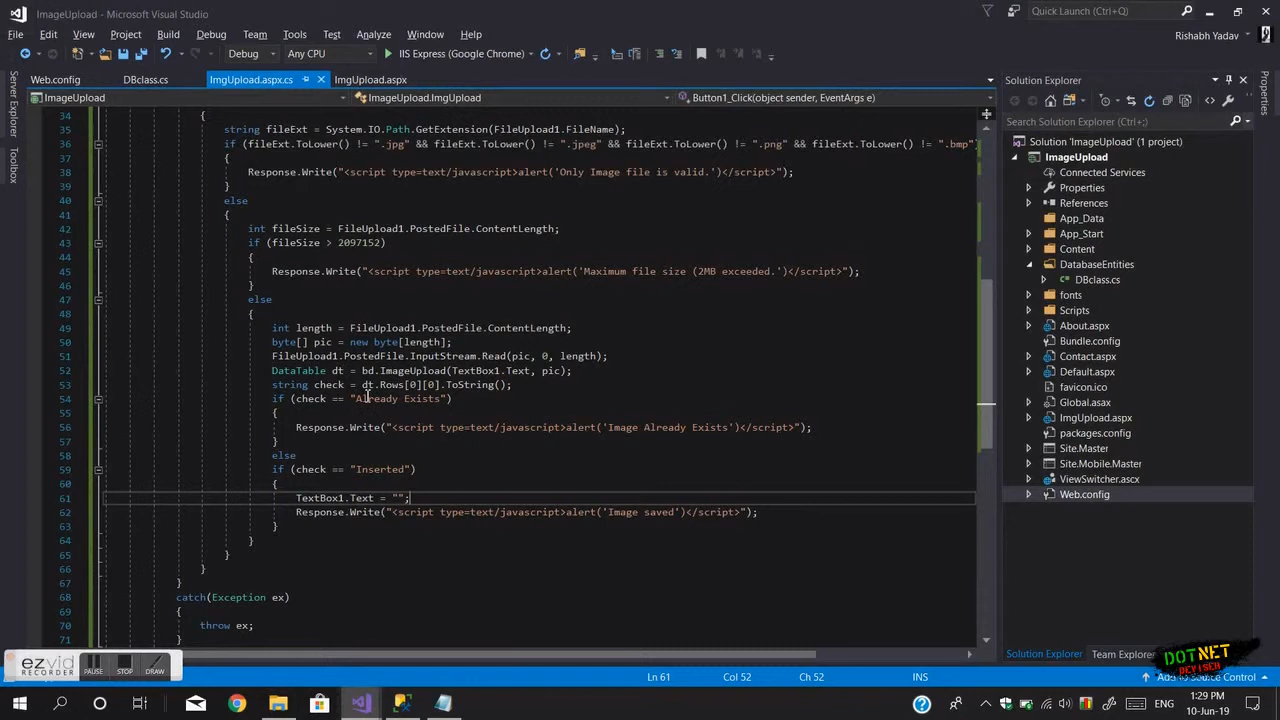 ImageUpload - Microsoft Visual Studio
Quick Launch (Ctrl+Q)
File Edit View Project Build Debug Team Tools Test Analyze Window Help
Rishabh Yadav
Debug Any CPU IIS Express (Google Chrome)
Web.config DBclass.cs ImgUpload.aspx.cs ImgUpload.aspx
Solution Explorer
ImageUpload ImageUpload.ImgUpload Button1_Click(object sender, EventArgs e)
Server Explorer
Toolbox
Properties
Search Solution Explorer (Ctrl+;)
Solution 'ImageUpload' (1 project)
ImageUpload
Connected Services
Properties
References
App_Data
App_Start
Content
DatabaseEntities
DBclass.cs
fonts
Scripts
About.aspx
Bundle.config
Contact.aspx
favicon.ico
Global.asax
ImgUpload.aspx
packages.config
Site.Master
Site.Mobile.Master
ViewSwitcher.ascx
Web.config
34 {
35 string fileExt = System.IO.Path.GetExtension(FileUpload1.FileName);
36 if (fileExt.ToLower() != ".jpg" && fileExt.ToLower() != ".jpeg" && fileExt.ToLower() != ".png" && fileExt.ToLower() != ".bmp"
37 {
38 Response.Write("<script type=text/javascript>alert('Only Image file is valid.')</script>");
39 }
40 else
41 {
42 int fileSize = FileUpload1.PostedFile.ContentLength;
43 if (fileSize > 2097152)
44 {
45 Response.Write("<script type=text/javascript>alert('Maximum file size (2MB exceeded.')</script>");
46 }
47 else
48 {
49 int length = FileUpload1.PostedFile.ContentLength;
50 byte[] pic = new byte[length];
51 FileUpload1.PostedFile.InputStream.Read(pic, 0, length);
52 DataTable dt = bd.ImageUpload(TextBox1.Text, pic);
53 string check = dt.Rows[0][0].ToString();
54 if (check == "Already Exists")
55 {
56 Response.Write("<script type=text/javascript>alert('Image Already Exists')</script>");
57 }
58 else
59 if (check == "Inserted")
60 {
61 TextBox1.Text = "";
62 Response.Write("<script type=text/javascript>alert('Image saved')</script>");
63 }
64 }
65 }
66 }
67 }
68 catch(Exception ex)
69 {
70 throw ex;
71 }
Solution Explorer Team Explorer
ezvid
RECORDER
PAUSE STOP DRAW
DOTNET
DEVISER
Ln 61 Col 52 Ch 52 INS
Add to Source Control
1:29 PM
10-Jun-19